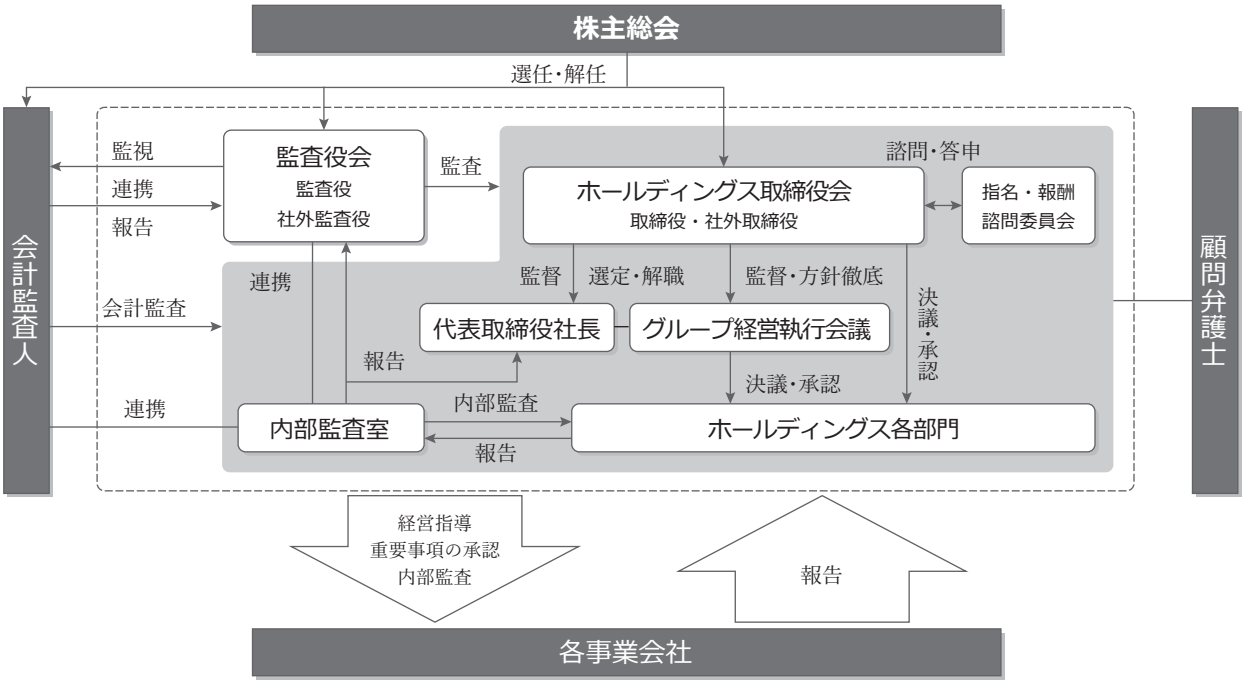 株主総会
選任・解任
会計監査人
監視
連携
報告
監査役会
監査役
社外監査役
監査
諮問・答申
ホールディングス取締役会
取締役・社外取締役
指名・報酬
諮問委員会
顧問弁護士
連携
監督
選定・解職
監督・方針徹底
決議・承認
会計監査
代表取締役社長
グループ経営執行会議
報告
決議・承認
連携
内部監査室
内部監査
報告
ホールディングス各部門
経営指導
重要事項の承認
内部監査
報告
各事業会社